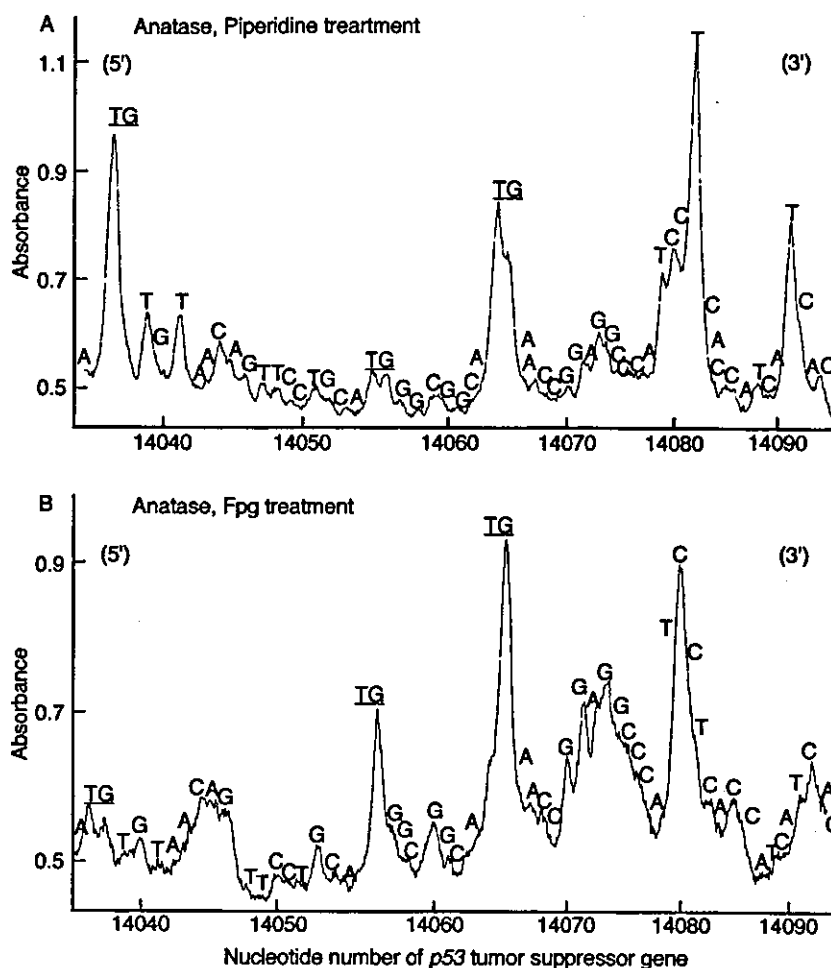 A
Anatase, Piperidine treartment
(5')
(3')
1.1
0.9
0.7
0.5
Absorbance
A TG T G T A A C A G T T C C T G C A TG G G C G G C A TG A A C C G G A G G C C C A T C C T C A C C A T C A T C A C
14040 14050 14060 14070 14080 14090
B
Anatase, Fpg treatment
(5')
(3')
0.9
0.7
0.5
Absorbance
A TG T G T A A C A G T T C C T G C A TG G G C G G C A TG A A C C G G A G G C C C A T C C T C A C C A T C A T C A C
14040 14050 14060 14070 14080 14090
Nucleotide number of p53 tumor suppressor gene